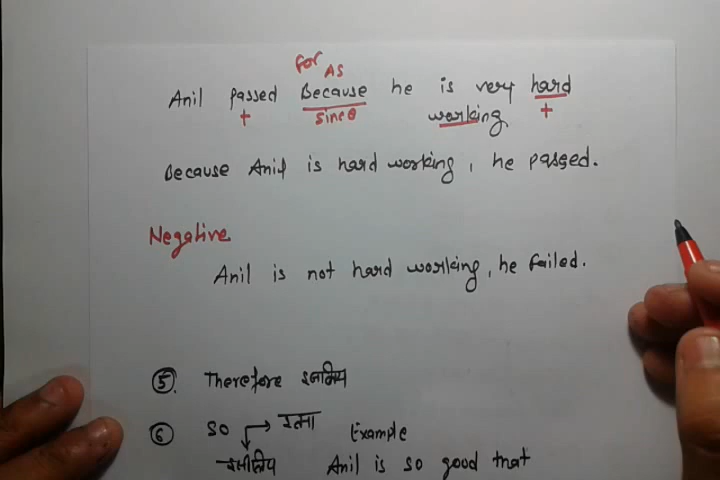 for As
Anil passed Because he is very hard
+ since working +
Because Anil is hard working, he passed.
Negative
Anil is not hard working, he failed.
⑤. Therefore इसलिए
⑥ so → इतना Example
इसीलिए Anil is so good that